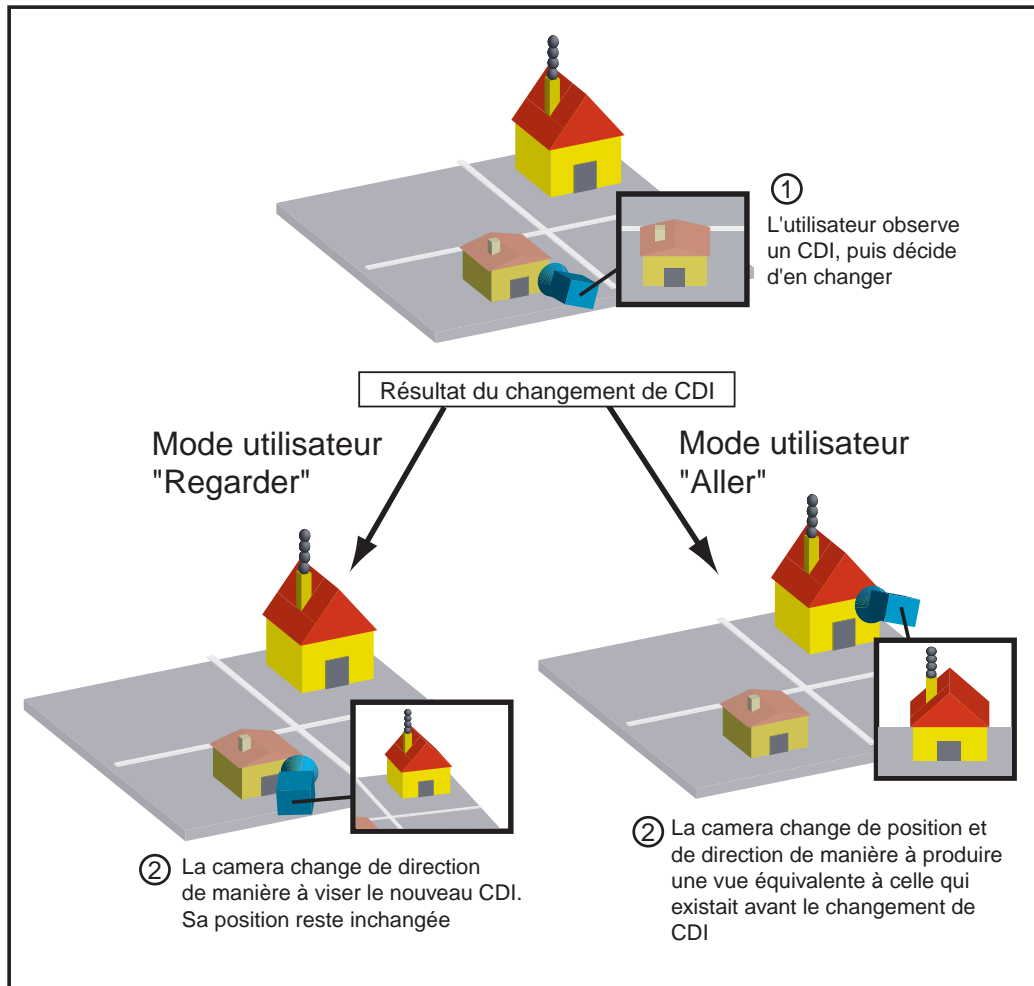 ①
L'utilisateur observe
un CDI, puis décide
d'en changer
Résultat du changement de CDI
Mode utilisateur
"Regarder"
Mode utilisateur
"Aller"
② La camera change de direction
de manière à viser le nouveau CDI.
Sa position reste inchangée
② La camera change de position et
de direction de manière à produire
une vue équivalente à celle qui
existait avant le changement de
CDI